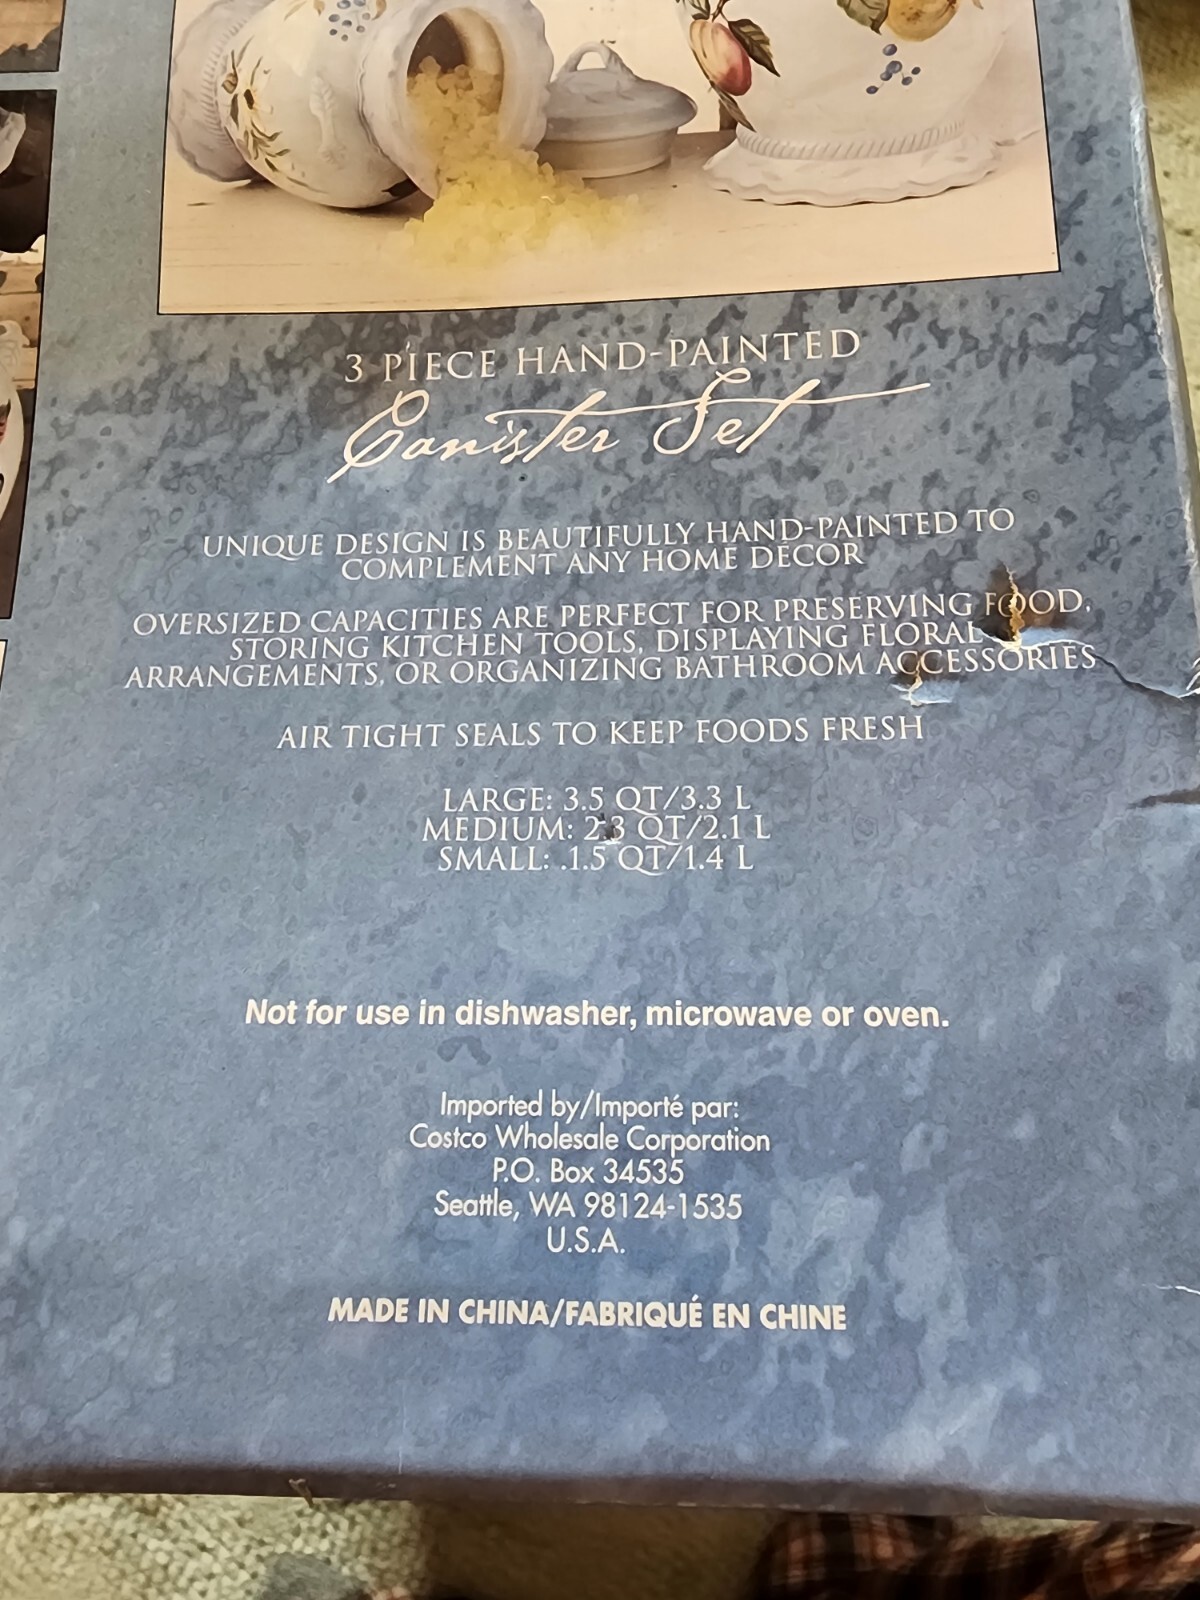 3 PIECE HAND-PAINTED
Canister Set
UNIQUE DESIGN IS BEAUTIFULLY HAND-PAINTED TO
COMPLEMENT ANY HOME DÉCOR
OVERSIZED CAPACITIES ARE PERFECT FOR PRESERVING FOOD,
STORING KITCHEN TOOLS, DISPLAYING FLORAL
ARRANGEMENTS, OR ORGANIZING BATHROOM ACCESSORIES
AIR TIGHT SEALS TO KEEP FOODS FRESH
LARGE: 3.5 QT/3.3 L
MEDIUM: 2.3 QT/2.1 L
SMALL: .1.5 QT/1.4 L
Not for use in dishwasher, microwave or oven.
Imported by/Importé par:
Costco Wholesale Corporation
P.O. Box 34535
Seattle, WA 98124-1535
U.S.A.
MADE IN CHINA/FABRIQUÉ EN CHINE